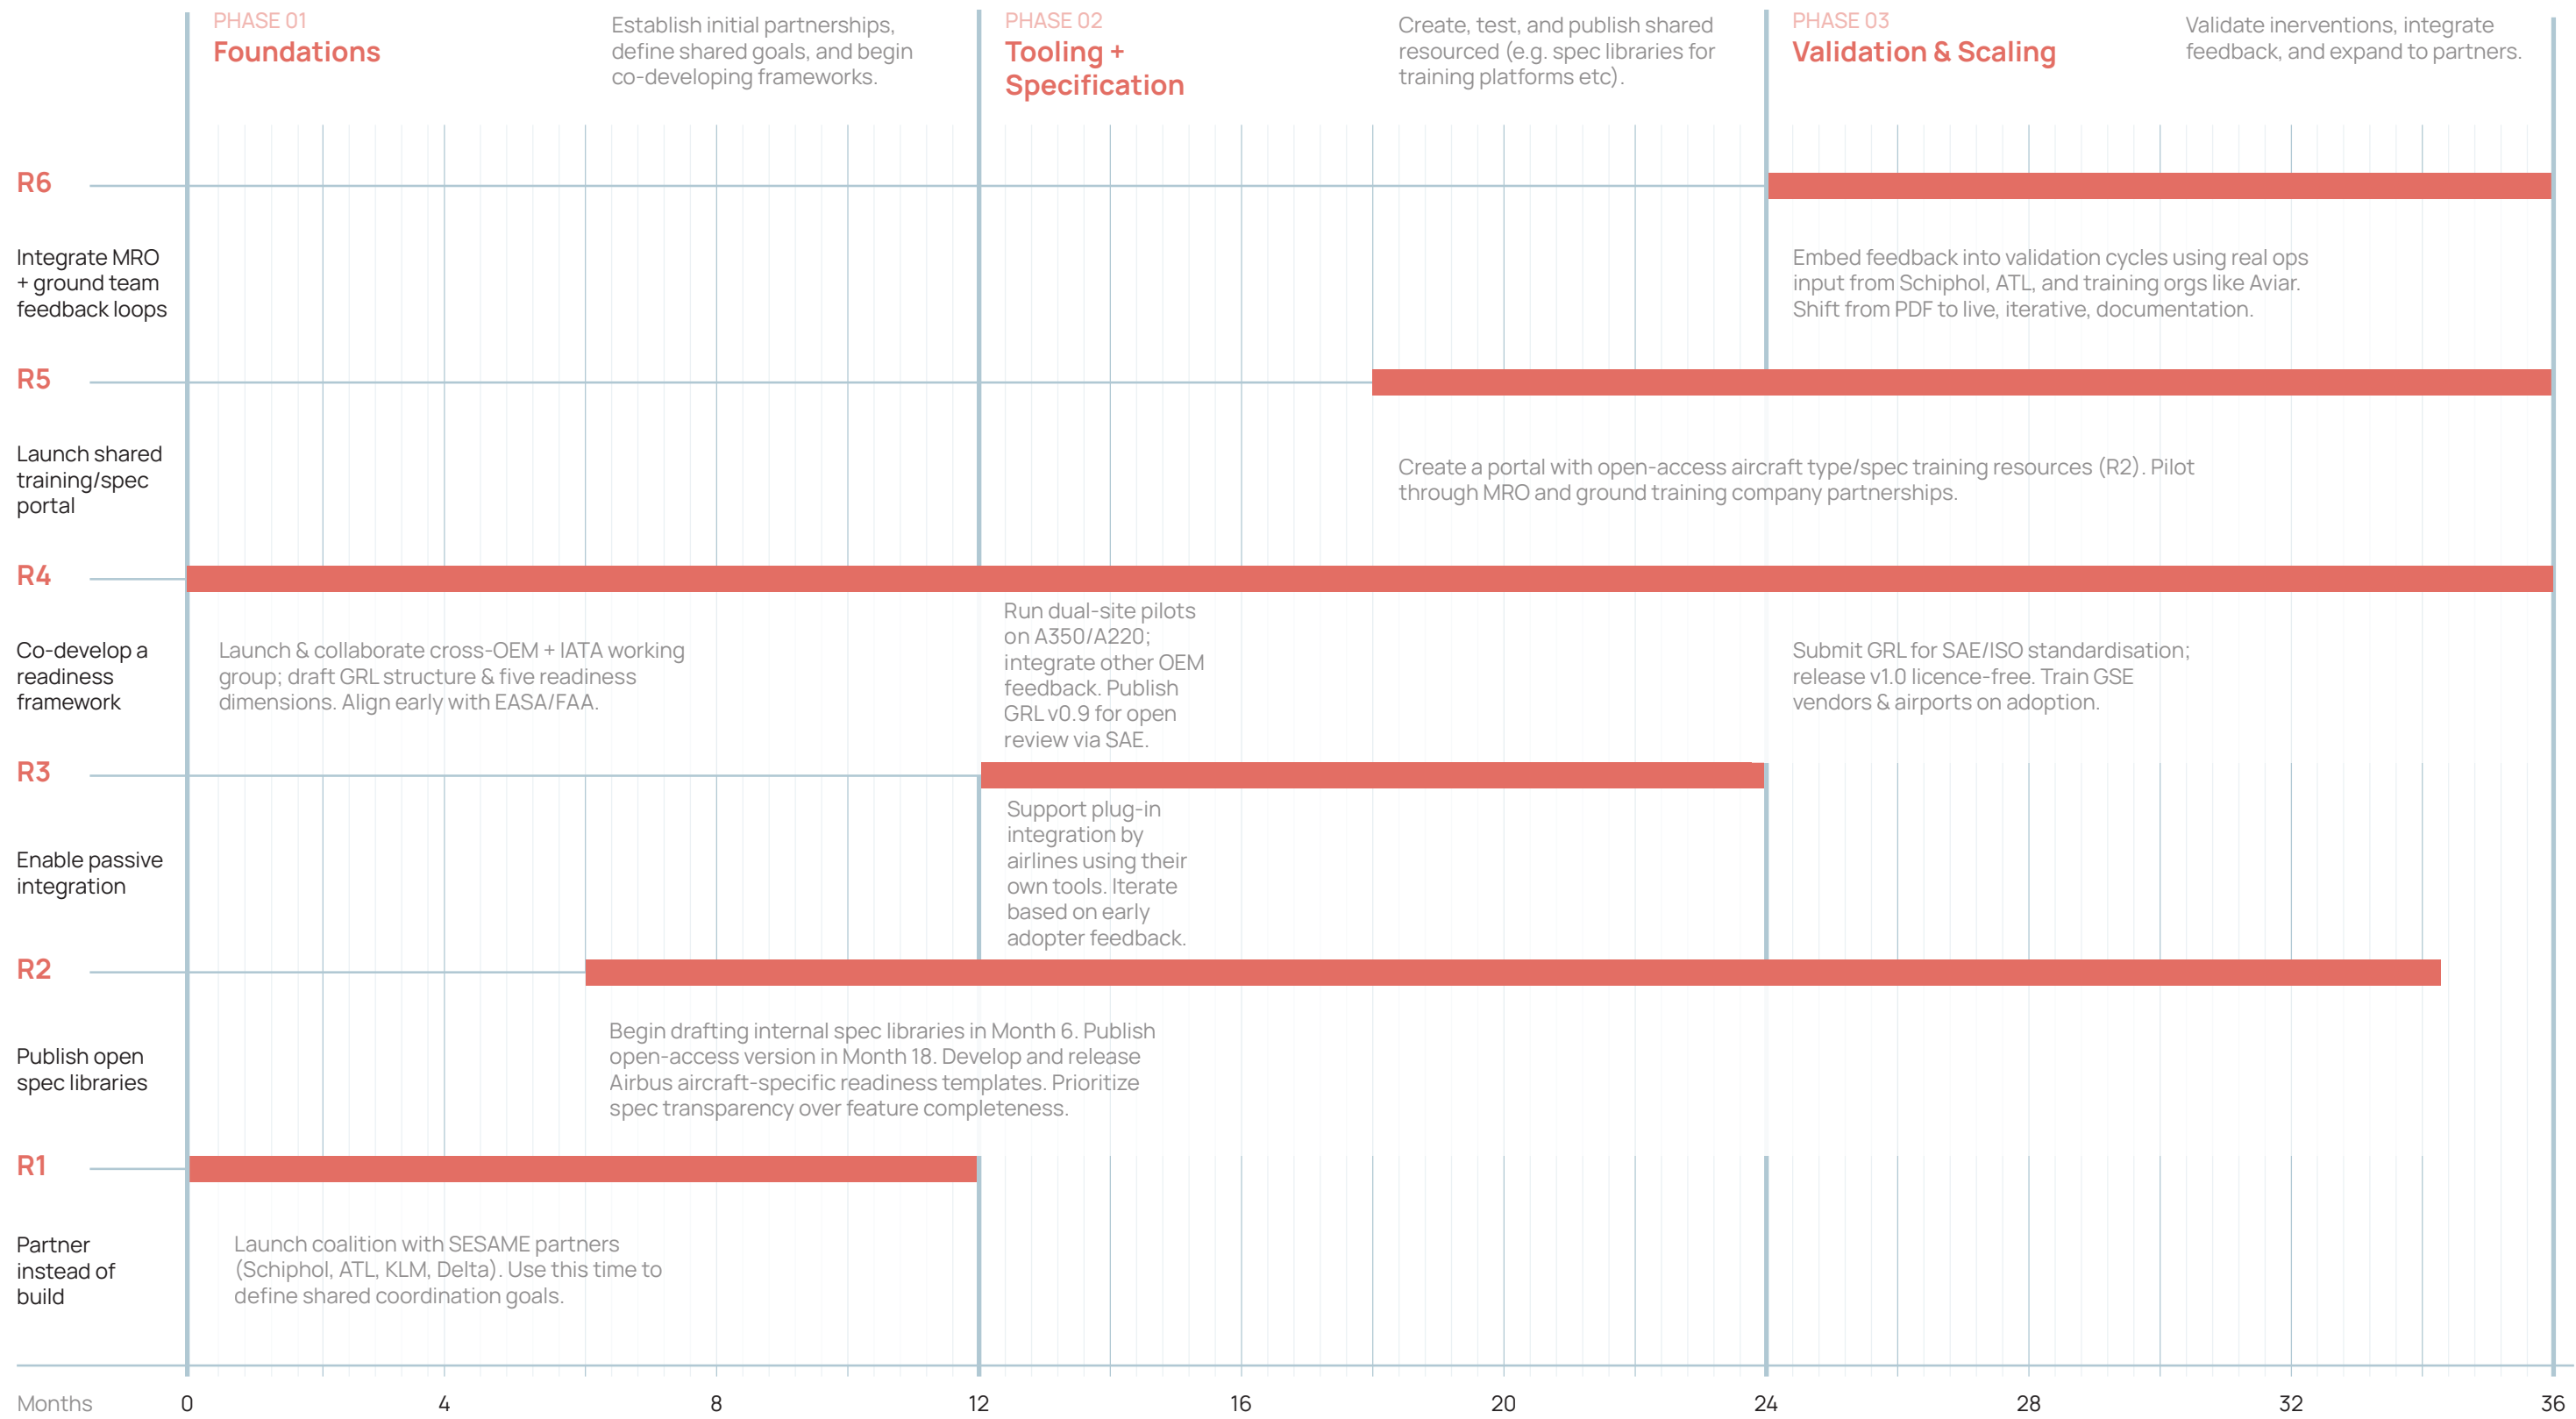 PHASE 01
Foundations
Establish initial partnerships,
define shared goals, and begin
co-developing frameworks.
PHASE 02
Tooling +
Specification
Create, test, and publish shared
resourced (e.g. spec libraries for
training platforms etc).
PHASE 03
Validation & Scaling
Validate inerventions, integrate
feedback, and expand to partners.
R6
Integrate MRO
+ ground team
feedback loops
Embed feedback into validation cycles using real ops
input from Schiphol, ATL, and training orgs like Aviar.
Shift from PDF to live, iterative, documentation.
R5
Launch shared
training/spec
portal
Create a portal with open-access aircraft type/spec training resources (R2). Pilot
through MRO and ground training company partnerships.
R4
Co-develop a
readiness
framework
Launch & collaborate cross-OEM + IATA working
group; draft GRL structure & five readiness
dimensions. Align early with EASA/FAA.
Run dual-site pilots
on A350/A220;
integrate other OEM
feedback. Publish
GRL v0.9 for open
review via SAE.
Submit GRL for SAE/ISO standardisation;
release v1.0 licence-free. Train GSE
vendors & airports on adoption.
R3
Enable passive
integration
Support plug-in
integration by
airlines using their
own tools. Iterate
based on early
adopter feedback.
R2
Publish open
spec libraries
Begin drafting internal spec libraries in Month 6. Publish
open-access version in Month 18. Develop and release
Airbus aircraft-specific readiness templates. Prioritize
spec transparency over feature completeness.
R1
Partner
instead of
build
Launch coalition with SESAME partners
(Schiphol, ATL, KLM, Delta). Use this time to
define shared coordination goals.
Months 0 4 8 12 16 20 24 28 32 36